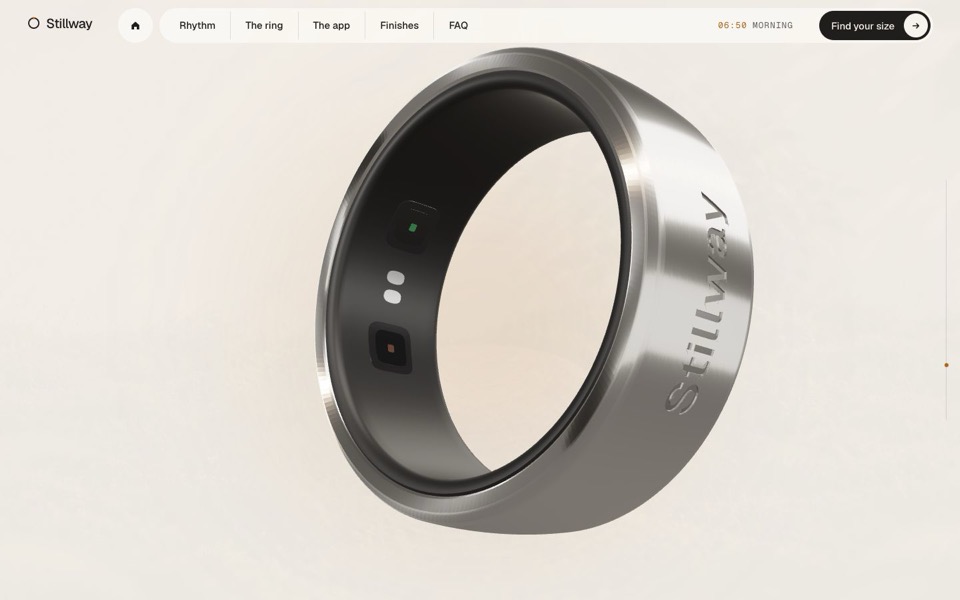 Stillway
Rhythm
The ring
The app
Finishes
FAQ
06:50 MORNING
Find your size
Stillway